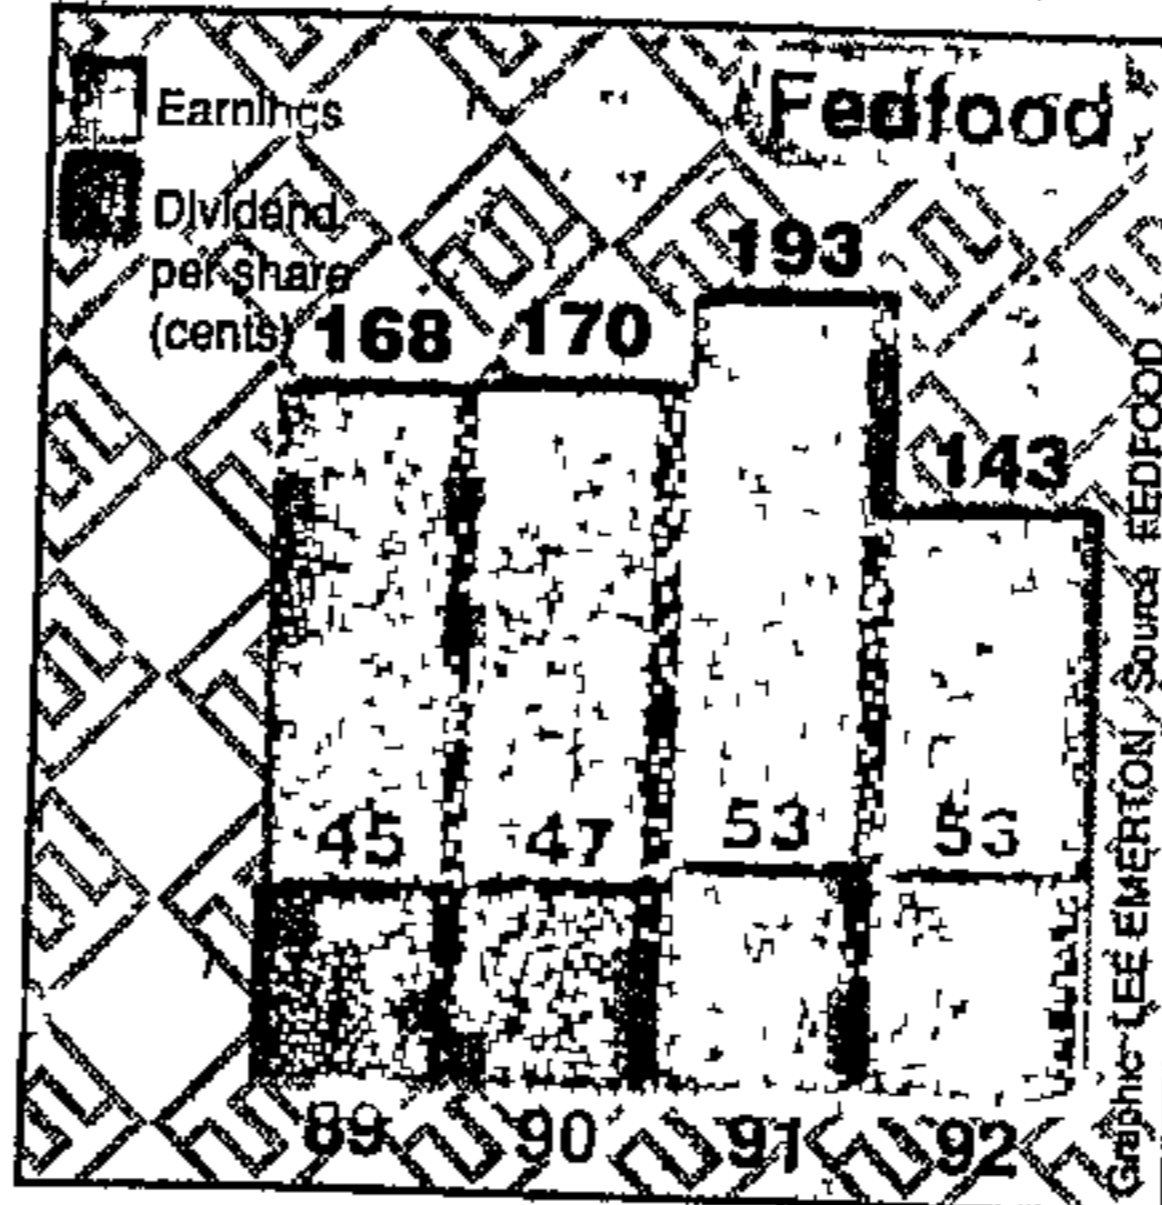 Fedfood
Earnings
Dividend
per share
(cents)
168 170 193 143
45 47 53 53
89 90 91 92
Graphic LEE EMERTON Source FEDFOOD